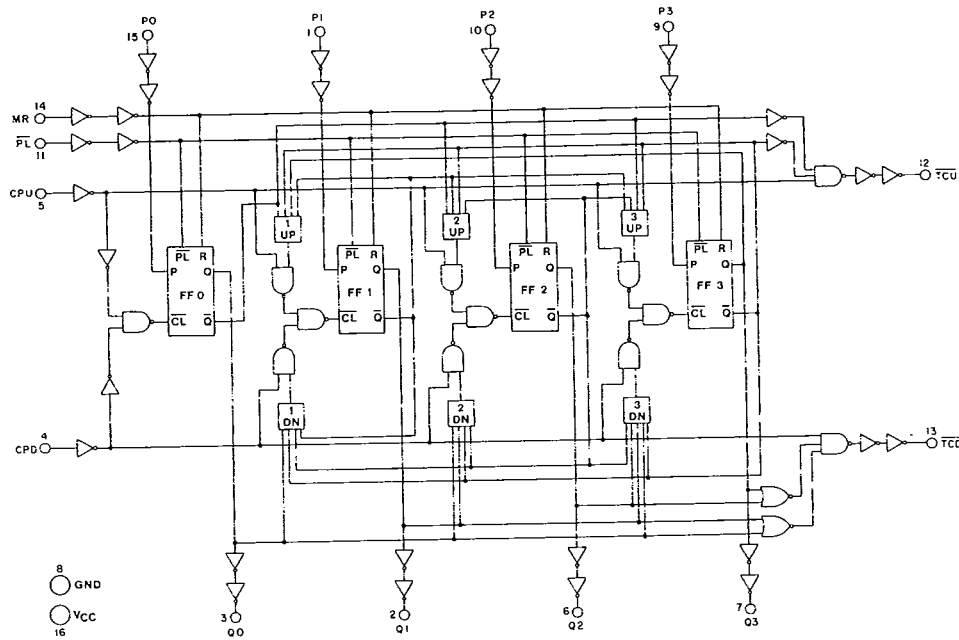 P0
15
P1
1
P2
10
P3
9
14
MR
PL
11
CPU
5
12
TCU
1
UP
2
UP
3
UP
PL R
P Q
FF 0
CL Q
PL R
P Q
FF 1
CL Q
PL R
P Q
FF 2
CL Q
PL R
P Q
FF 3
CL Q
1
DN
2
DN
3
DN
4
CPD
13
TCD
8
GND
VCC
16
3
Q0
2
Q1
6
Q2
7
Q3